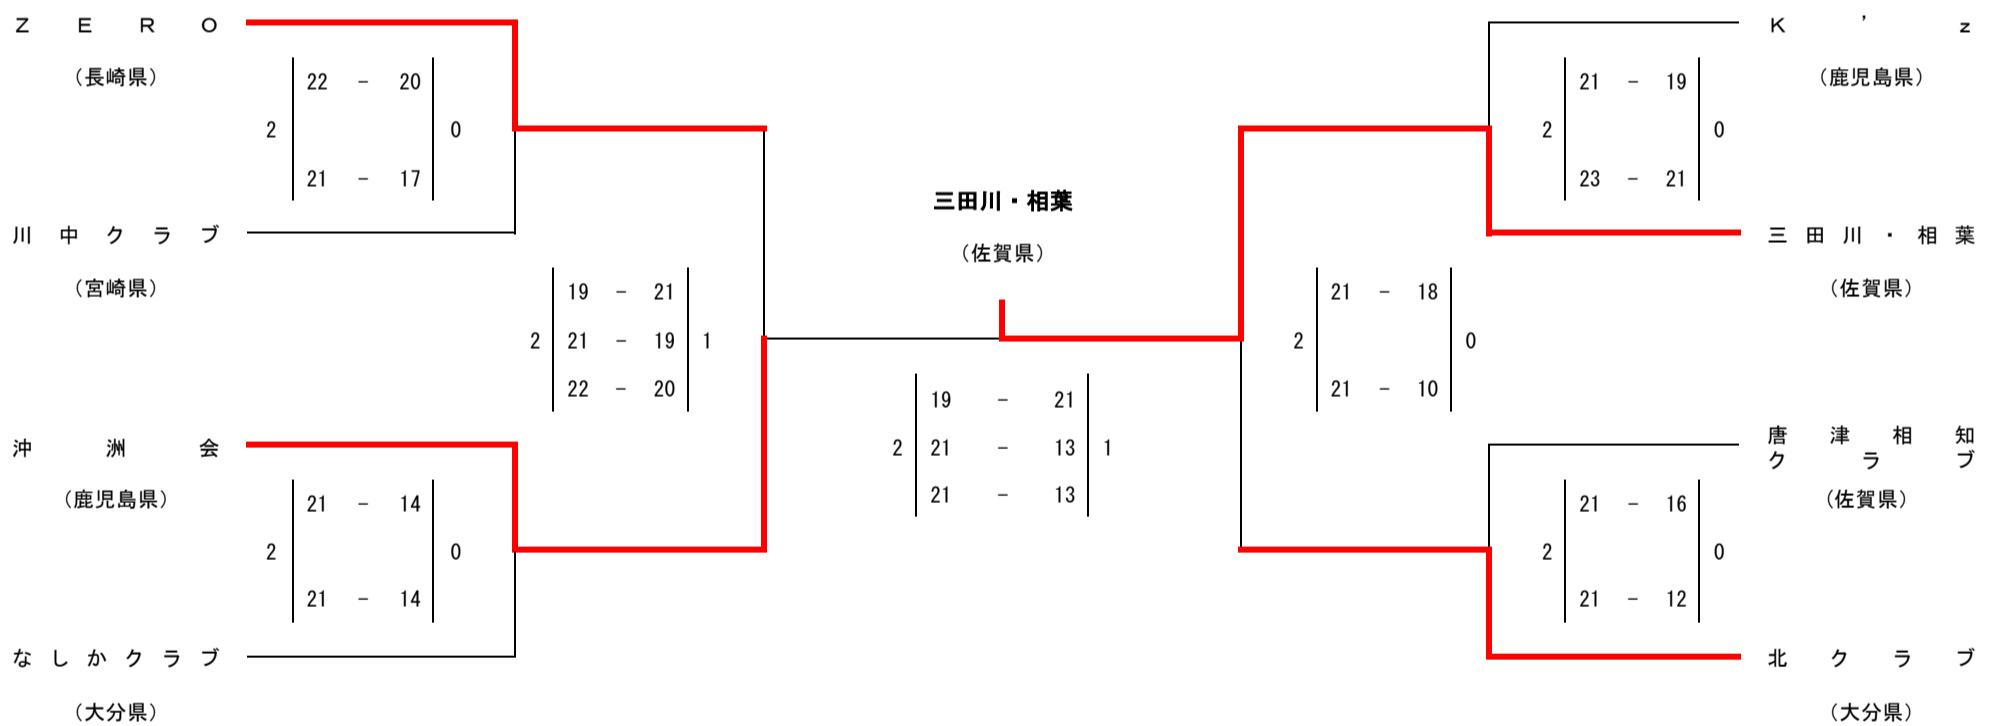 ＺＥＲＯ
（長崎県）
22 － 20
2 0
21 － 17
川中クラブ
（宮崎県）
19 － 21
2 21 － 19 1
22 － 20
沖洲会
（鹿児島県）
21 － 14
2 0
21 － 14
なしかクラブ
（大分県）
三田川・相葉
（佐賀県）
19 － 21
2 21 － 13 1
21 － 13
Ｋ’ｚ
（鹿児島県）
21 － 19
2 0
23 － 21
三田川・相葉
（佐賀県）
21 － 18
2 0
21 － 10
唐津相知
クラブ
（佐賀県）
21 － 16
2 0
21 － 12
北クラブ
（大分県）